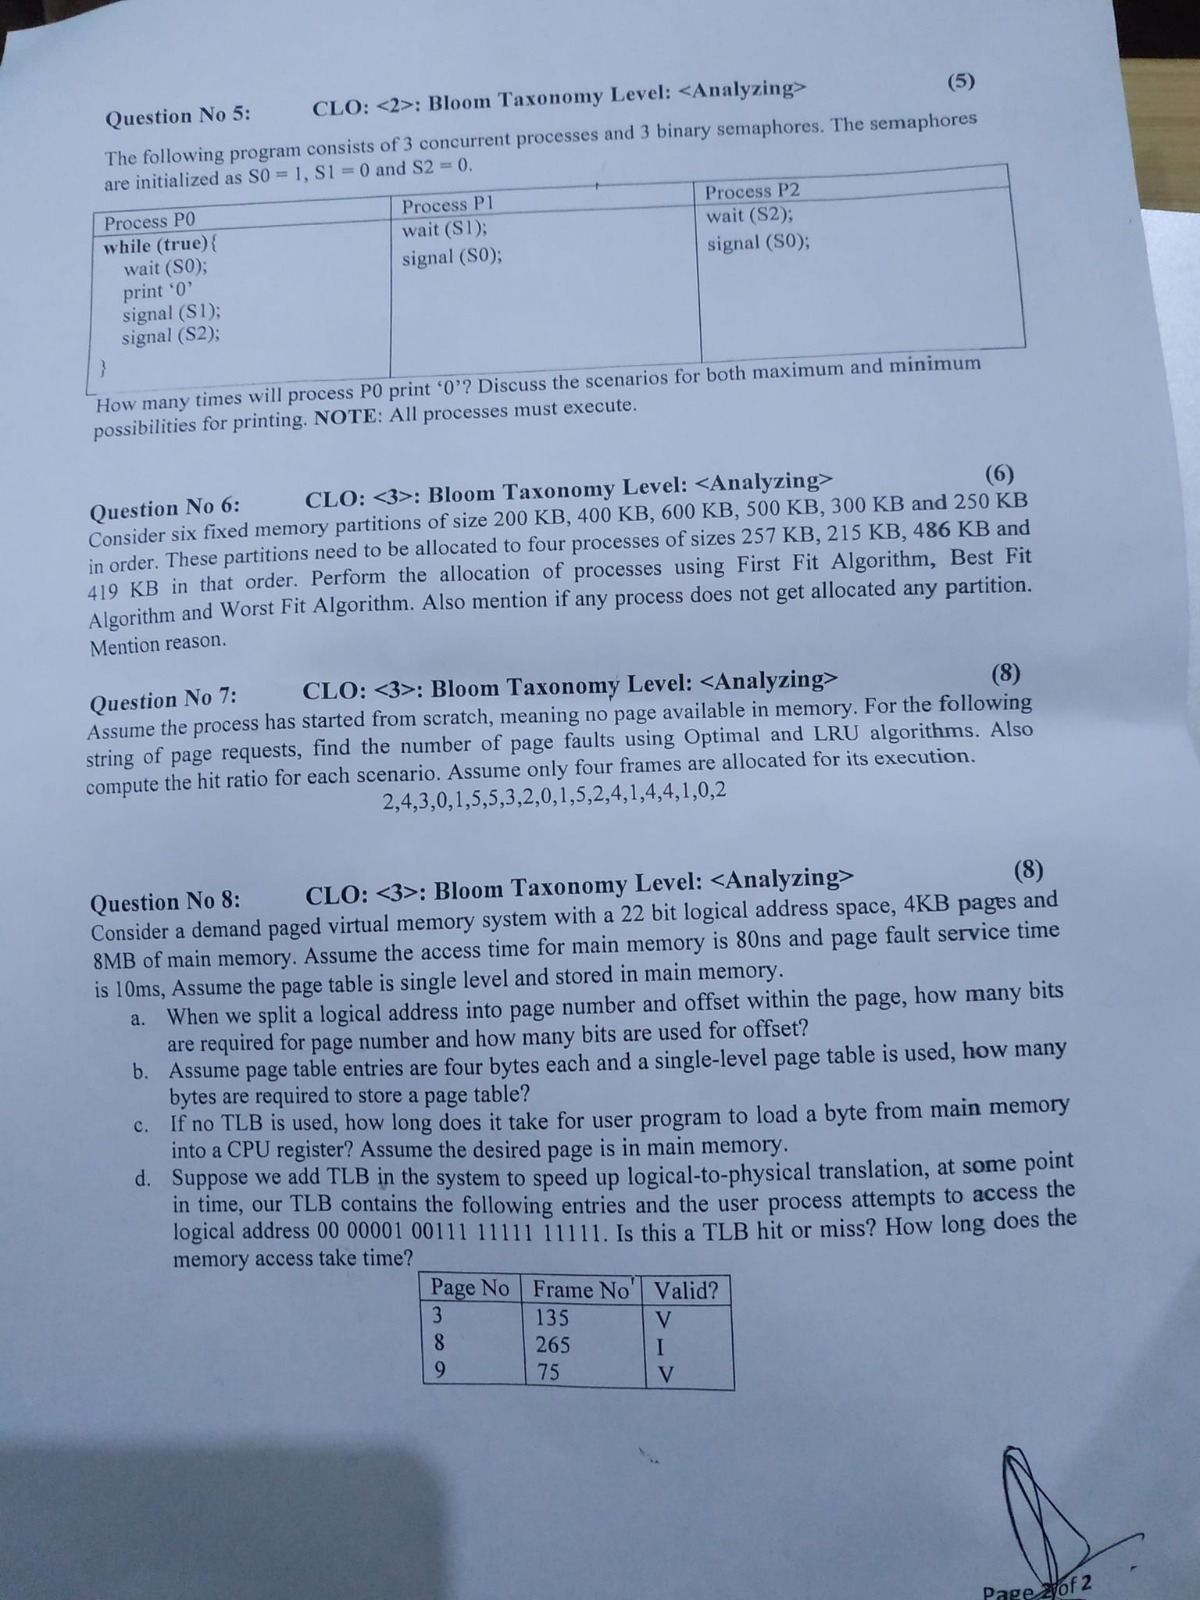 Question No 5: CLO: <2>: Bloom Taxonomy Level: <Analyzing> (5)
The following program consists of 3 concurrent processes and 3 binary semaphores. The semaphores
are initialized as S0 = 1, S1 = 0 and S2 = 0.
Process P0 Process P1 Process P2
while (true){ wait (S1); wait (S2);
wait (S0); signal (S0); signal (S0);
print ‘0’
signal (S1);
signal (S2);
}
How many times will process P0 print ‘0’? Discuss the scenarios for both maximum and minimum
possibilities for printing. NOTE: All processes must execute.
Question No 6: CLO: <3>: Bloom Taxonomy Level: <Analyzing> (6)
Consider six fixed memory partitions of size 200 KB, 400 KB, 600 KB, 500 KB, 300 KB and 250 KB
in order. These partitions need to be allocated to four processes of sizes 257 KB, 215 KB, 486 KB and
419 KB in that order. Perform the allocation of processes using First Fit Algorithm, Best Fit
Algorithm and Worst Fit Algorithm. Also mention if any process does not get allocated any partition.
Mention reason.
Question No 7: CLO: <3>: Bloom Taxonomy Level: <Analyzing> (8)
Assume the process has started from scratch, meaning no page available in memory. For the following
string of page requests, find the number of page faults using Optimal and LRU algorithms. Also
compute the hit ratio for each scenario. Assume only four frames are allocated for its execution.
2,4,3,0,1,5,5,3,2,0,1,5,2,4,1,4,4,1,0,2
Question No 8: CLO: <3>: Bloom Taxonomy Level: <Analyzing> (8)
Consider a demand paged virtual memory system with a 22 bit logical address space, 4KB pages and
8MB of main memory. Assume the access time for main memory is 80ns and page fault service time
is 10ms, Assume the page table is single level and stored in main memory.
a. When we split a logical address into page number and offset within the page, how many bits
are required for page number and how many bits are used for offset?
b. Assume page table entries are four bytes each and a single-level page table is used, how many
bytes are required to store a page table?
c. If no TLB is used, how long does it take for user program to load a byte from main memory
into a CPU register? Assume the desired page is in main memory.
d. Suppose we add TLB in the system to speed up logical-to-physical translation, at some point
in time, our TLB contains the following entries and the user process attempts to access the
logical address 00 00001 00111 11111 11111. Is this a TLB hit or miss? How long does the
memory access take time?
Page No Frame No Valid?
3 135 V
8 265 I
9 75 V
Page 2 of 2